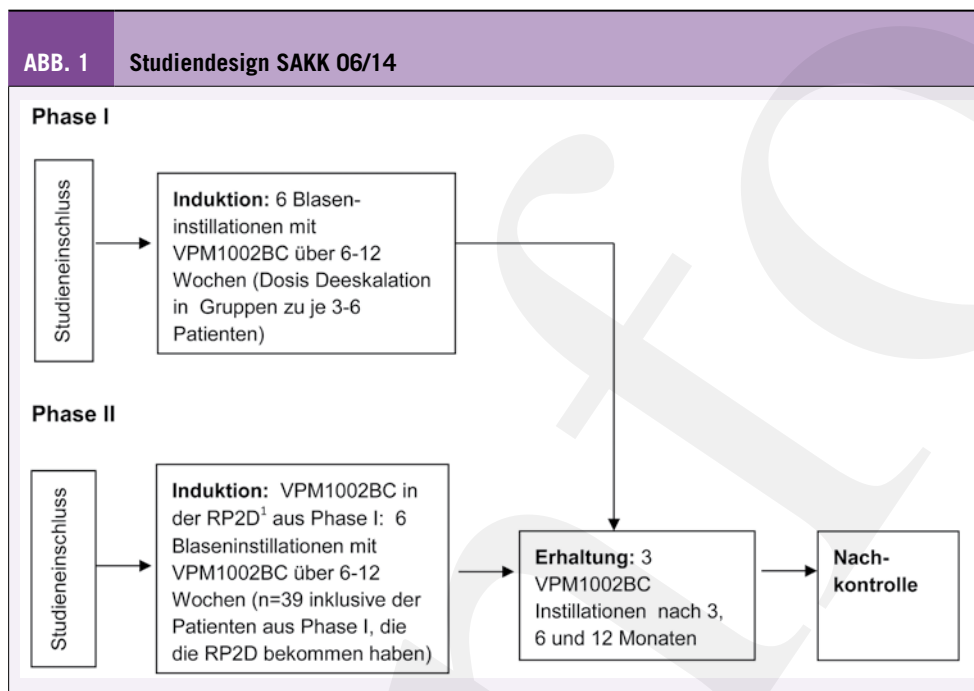 ABB. 1 Studiendesign SAKK 06/14
Phase I
Studieneinschluss
Induktion: 6 Blasen-
instillationen mit
VPM1002BC über 6-12
Wochen (Dosis Deeskalation
in Gruppen zu je 3-6
Patienten)
Phase II
Studieneinschluss
Induktion: VPM1002BC in
der RP2D¹ aus Phase I: 6
Blaseninstillationen mit
VPM1002BC über 6-12
Wochen (n=39 inklusive der
Patienten aus Phase I, die
die RP2D bekommen haben)
Erhaltung: 3
VPM1002BC
Instillationen nach 3,
6 und 12 Monaten
Nach-
kontrolle